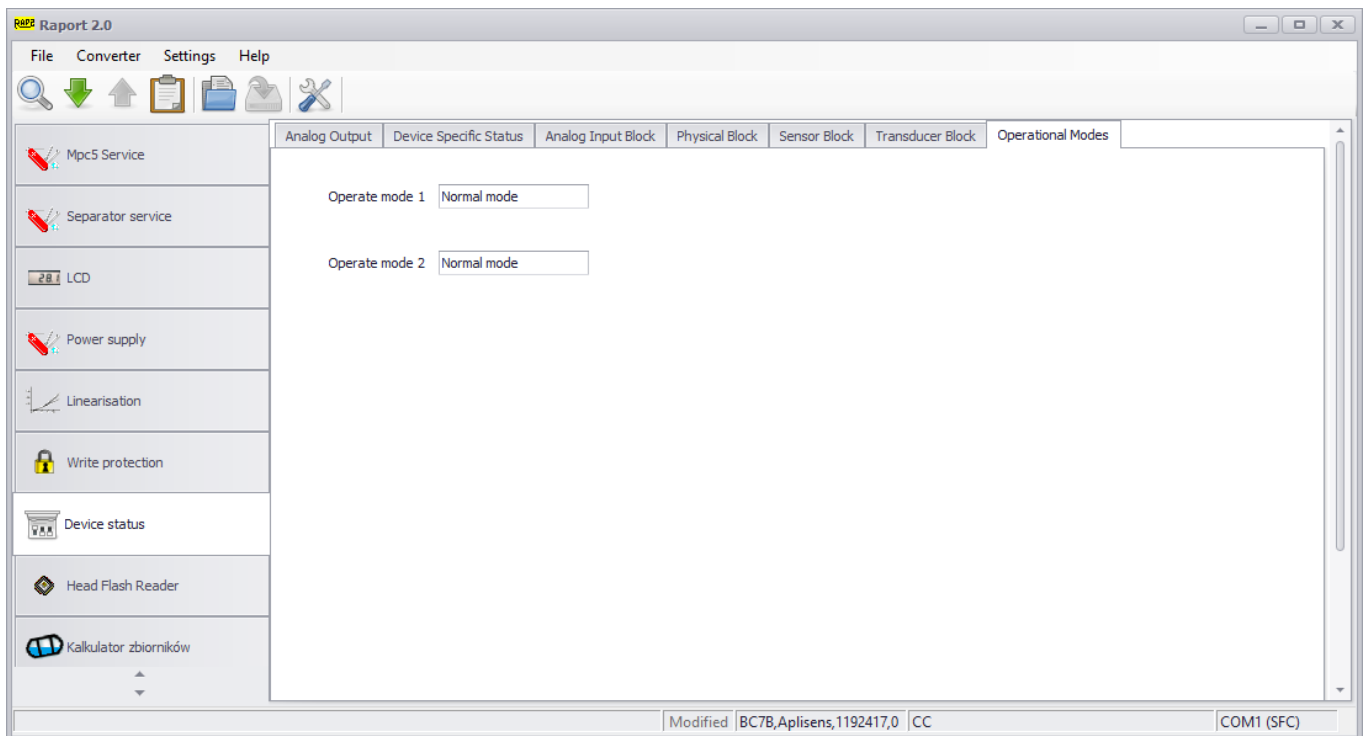 Raport 2.0
File Converter Settings Help
Analog Output Device Specific Status Analog Input Block Physical Block Sensor Block Transducer Block Operational Modes
Mpc5 Service
Separator service
LCD
Power supply
Linearisation
Write protection
Device status
Head Flash Reader
Kalkulator zbiorników
Operate mode 1 Normal mode
Operate mode 2 Normal mode
Modified BC7B,Aplisens,1192417,0 CC COM1 (SFC)